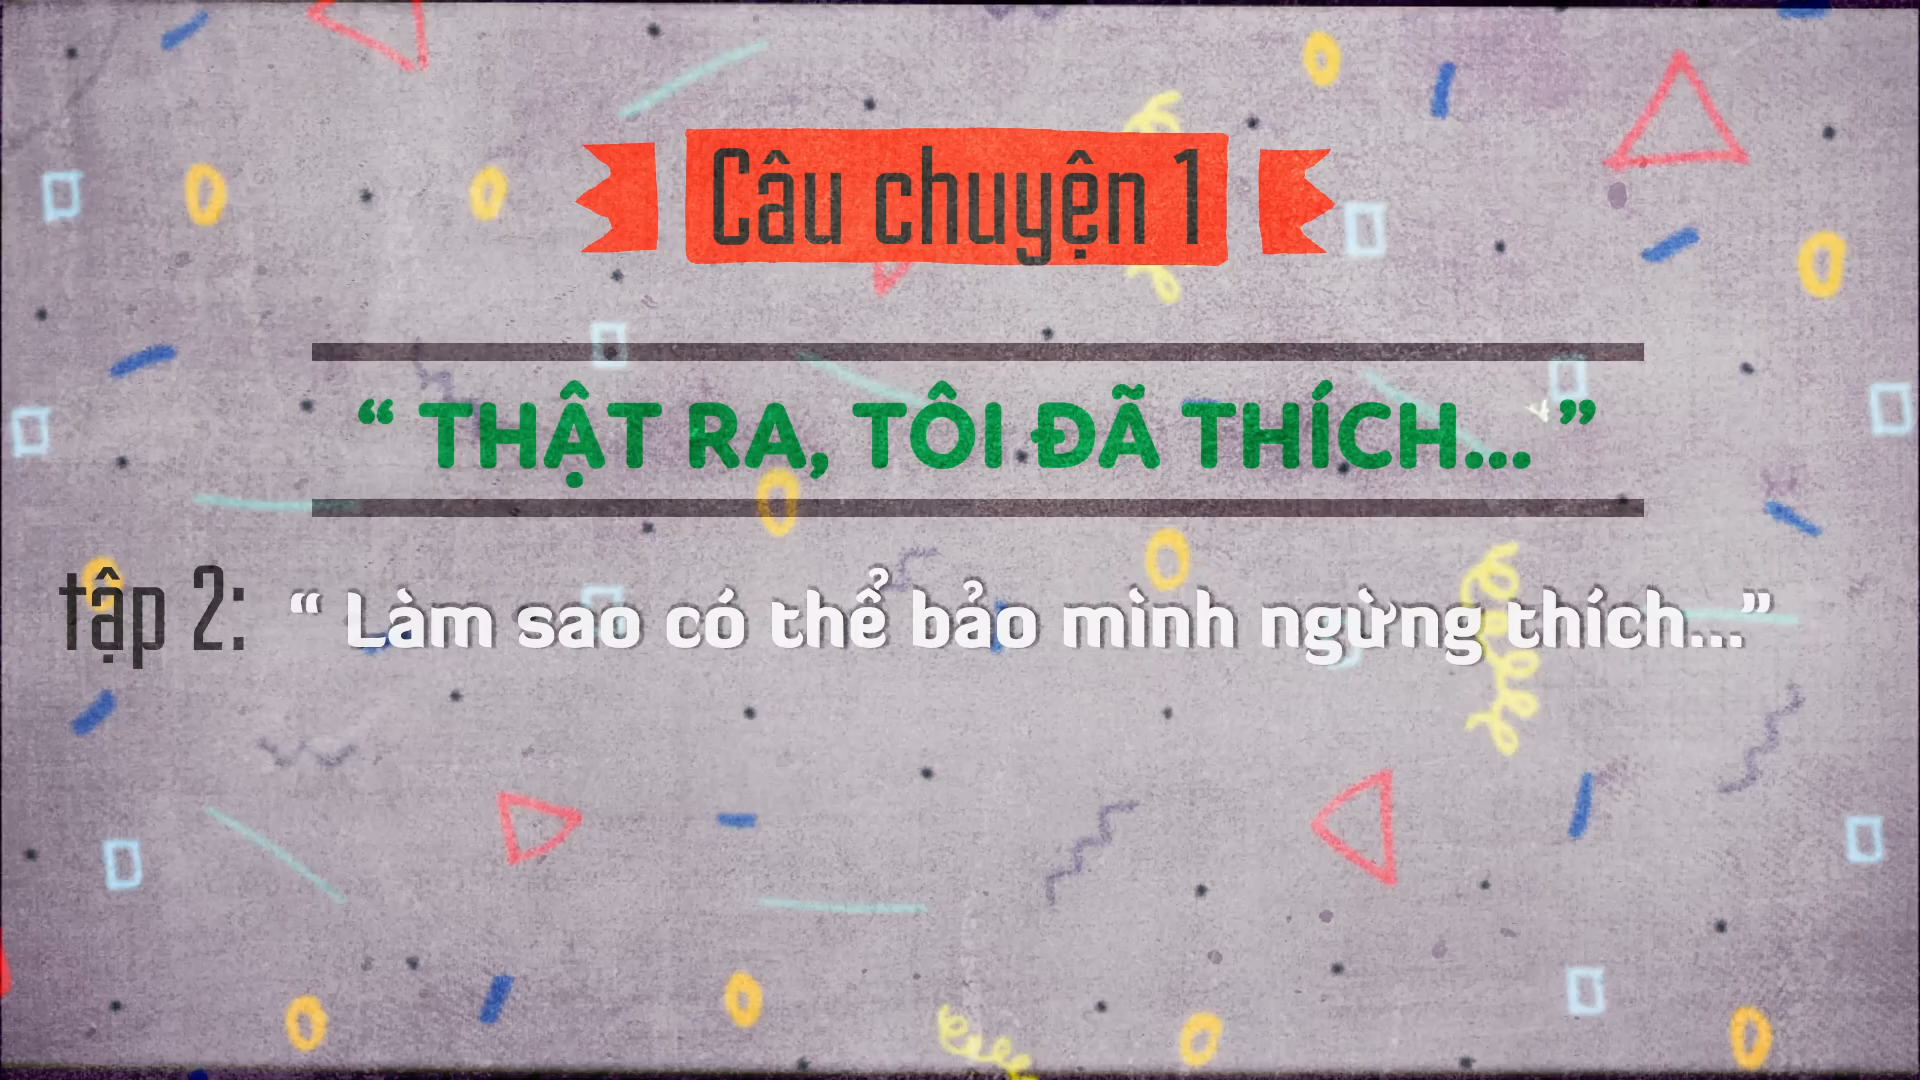 Câu chuyện 1
“ THẬT RA, TÔI ĐÃ THÍCH... ”
tập 2: “ Làm sao có thể bảo mình ngừng thích...”